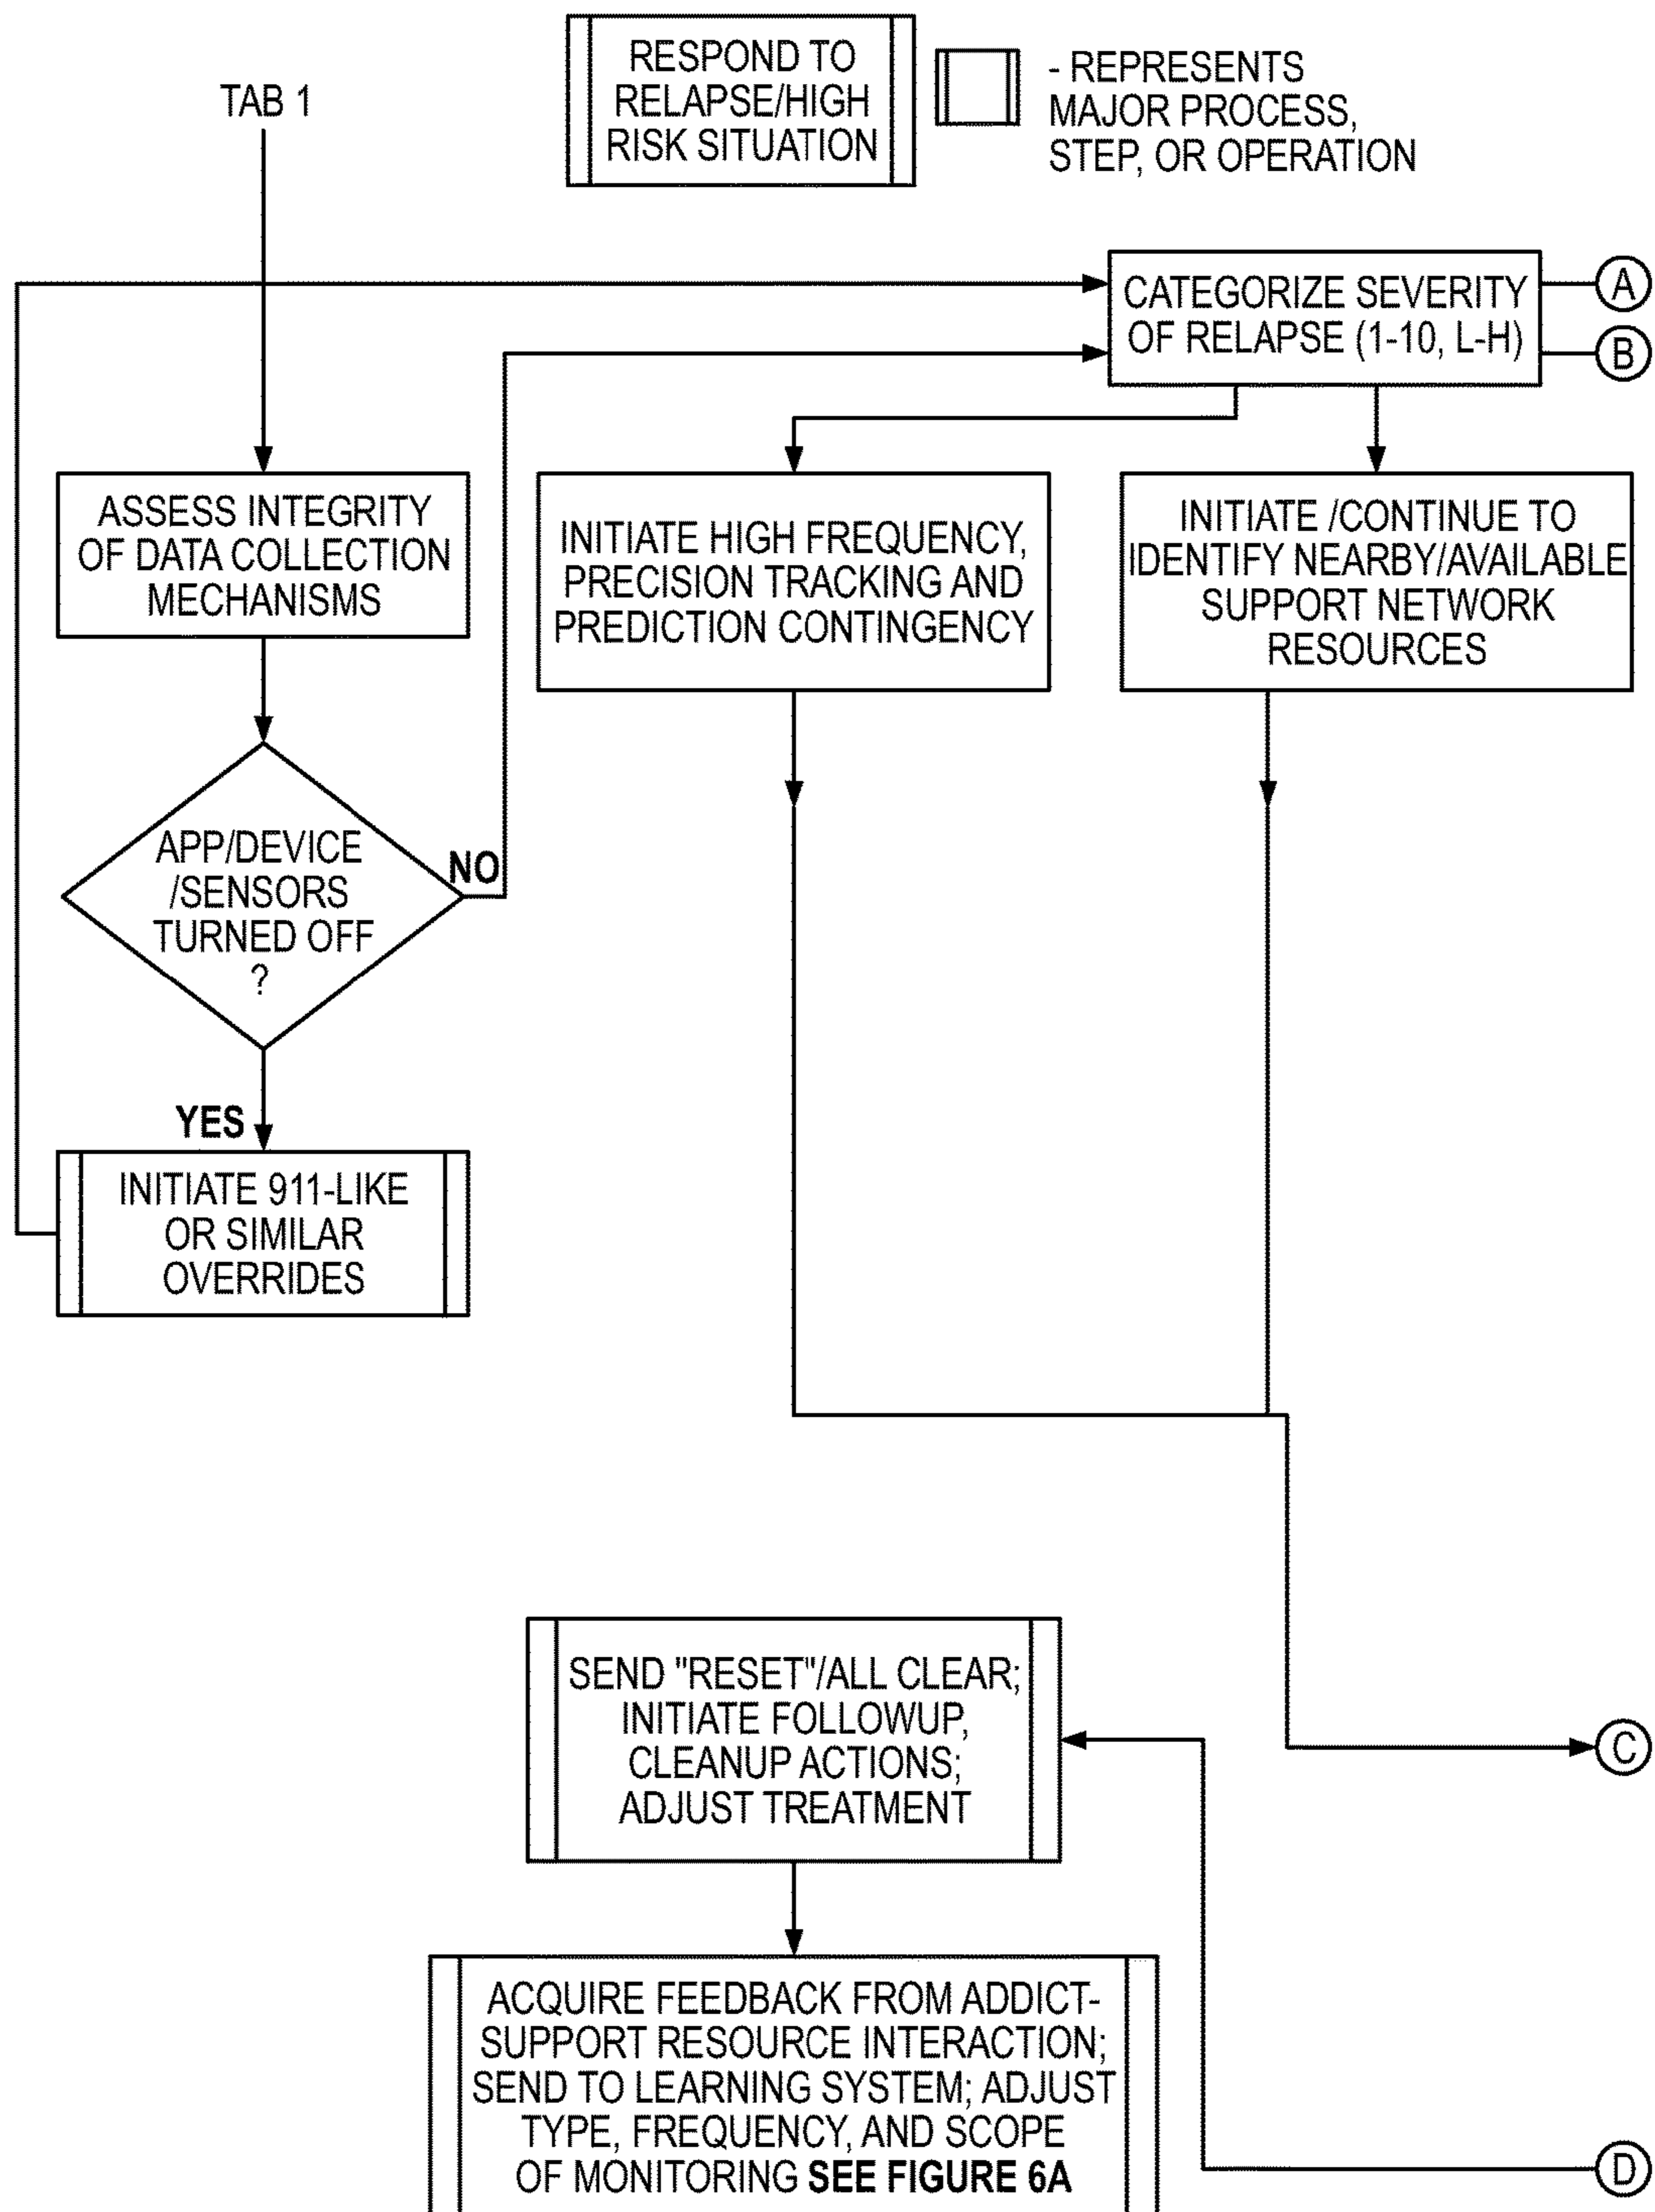 RESPOND TO
RELAPSE/HIGH
RISK SITUATION
- REPRESENTS
MAJOR PROCESS,
STEP, OR OPERATION
TAB 1
CATEGORIZE SEVERITY
OF RELAPSE (1-10, L-H)
A
B
ASSESS INTEGRITY
OF DATA COLLECTION
MECHANISMS
INITIATE HIGH FREQUENCY,
PRECISION TRACKING AND
PREDICTION CONTINGENCY
INITIATE /CONTINUE TO
IDENTIFY NEARBY/AVAILABLE
SUPPORT NETWORK
RESOURCES
APP/DEVICE
/SENSORS
TURNED OFF
?
NO
YES
INITIATE 911-LIKE
OR SIMILAR
OVERRIDES
SEND "RESET"/ALL CLEAR;
INITIATE FOLLOWUP,
CLEANUP ACTIONS;
ADJUST TREATMENT
C
ACQUIRE FEEDBACK FROM ADDICT-
SUPPORT RESOURCE INTERACTION;
SEND TO LEARNING SYSTEM; ADJUST
TYPE, FREQUENCY, AND SCOPE
OF MONITORING SEE FIGURE 6A
D